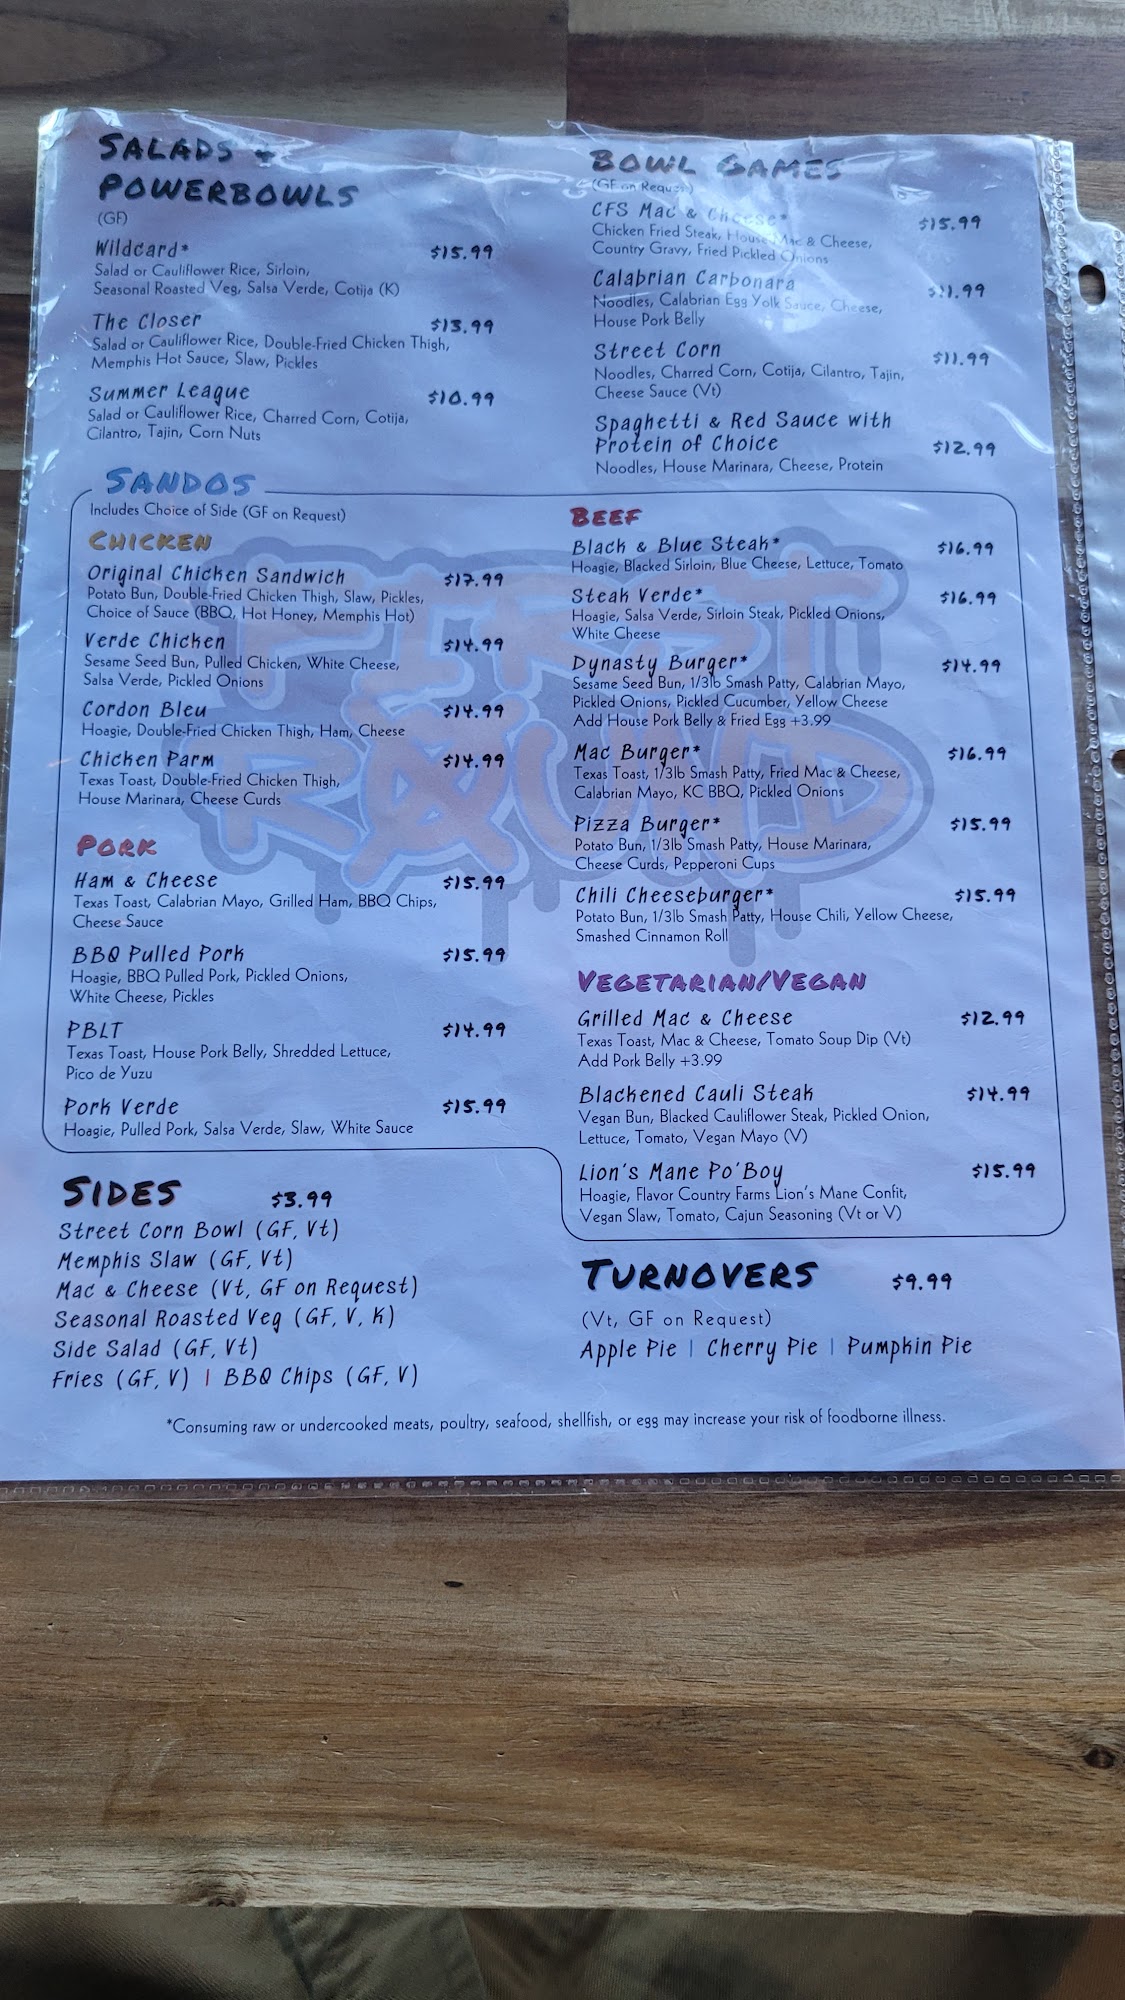 SALADS &
POWERBOWLS
(GF)
Wildcard* $15.99
Salad or Cauliflower Rice, Sirloin,
Seasonal Roasted Veg, Salsa Verde, Cotija (K)
The Closer $13.99
Salad or Cauliflower Rice, Double-Fried Chicken Thigh,
Memphis Hot Sauce, Slaw, Pickles
Summer League $10.99
Salad or Cauliflower Rice, Charred Corn, Cotija,
Cilantro, Tajin, Corn Nuts
BOWL GAMES
(GF on Request)
CFS Mac & Cheese* $15.99
Chicken Fried Steak, House Mac & Cheese,
Country Gravy, Fried Pickled Onions
Calabrian Carbonara $11.99
Noodles, Calabrian Egg Yolk Sauce, Cheese,
House Pork Belly
Street Corn $11.99
Noodles, Charred Corn, Cotija, Cilantro, Tajin,
Cheese Sauce (Vt)
Spaghetti & Red Sauce with
Protein of Choice $12.99
Noodles, House Marinara, Cheese, Protein
SANDOS
Includes Choice of Side (GF on Request)
CHICKEN
Original Chicken Sandwich $17.99
Potato Bun, Double-Fried Chicken Thigh, Slaw, Pickles,
Choice of Sauce (BBQ, Hot Honey, Memphis Hot)
Verde Chicken $14.99
Sesame Seed Bun, Pulled Chicken, White Cheese,
Salsa Verde, Pickled Onions
Cordon Bleu $14.99
Hoagie, Double-Fried Chicken Thigh, Ham, Cheese
Chicken Parm $14.99
Texas Toast, Double-Fried Chicken Thigh,
House Marinara, Cheese Curds
PORK
Ham & Cheese $15.99
Texas Toast, Calabrian Mayo, Grilled Ham, BBQ Chips,
Cheese Sauce
BBQ Pulled Pork $15.99
Hoagie, BBQ Pulled Pork, Pickled Onions,
White Cheese, Pickles
PBLT $14.99
Texas Toast, House Pork Belly, Shredded Lettuce,
Pico de Yuzu
Pork Verde $15.99
Hoagie, Pulled Pork, Salsa Verde, Slaw, White Sauce
BEEF
Black & Blue Steak* $16.99
Hoagie, Blacked Sirloin, Blue Cheese, Lettuce, Tomato
Steak Verde* $16.99
Hoagie, Salsa Verde, Sirloin Steak, Pickled Onions,
White Cheese
Dynasty Burger* $14.99
Sesame Seed Bun, 1/3lb Smash Patty, Calabrian Mayo,
Pickled Onions, Pickled Cucumber, Yellow Cheese
Add House Pork Belly & Fried Egg +3.99
Mac Burger* $16.99
Texas Toast, 1/3lb Smash Patty, Fried Mac & Cheese,
Calabrian Mayo, KC BBQ, Pickled Onions
Pizza Burger* $15.99
Potato Bun, 1/3lb Smash Patty, House Marinara,
Cheese Curds, Pepperoni Cups
Chili Cheeseburger* $15.99
Potato Bun, 1/3lb Smash Patty, House Chili, Yellow Cheese,
Smashed Cinnamon Roll
VEGETARIAN/VEGAN
Grilled Mac & Cheese $12.99
Texas Toast, Mac & Cheese, Tomato Soup Dip (Vt)
Add Pork Belly +3.99
Blackened Cauli Steak $14.99
Vegan Bun, Blacked Cauliflower Steak, Pickled Onion,
Lettuce, Tomato, Vegan Mayo (V)
Lion's Mane Po'Boy $15.99
Hoagie, Flavor Country Farms Lion's Mane Confit,
Vegan Slaw, Tomato, Cajun Seasoning (Vt or V)
FIRST
ROUND
SIDES $3.99
Street Corn Bowl (GF, Vt)
Memphis Slaw (GF, Vt)
Mac & Cheese (Vt, GF on Request)
Seasonal Roasted Veg (GF, V, K)
Side Salad (GF, Vt)
Fries (GF, V) | BBQ Chips (GF, V)
TURNOVERS $9.99
(Vt, GF on Request)
Apple Pie | Cherry Pie | Pumpkin Pie
*Consuming raw or undercooked meats, poultry, seafood, shellfish, or egg may increase your risk of foodborne illness.